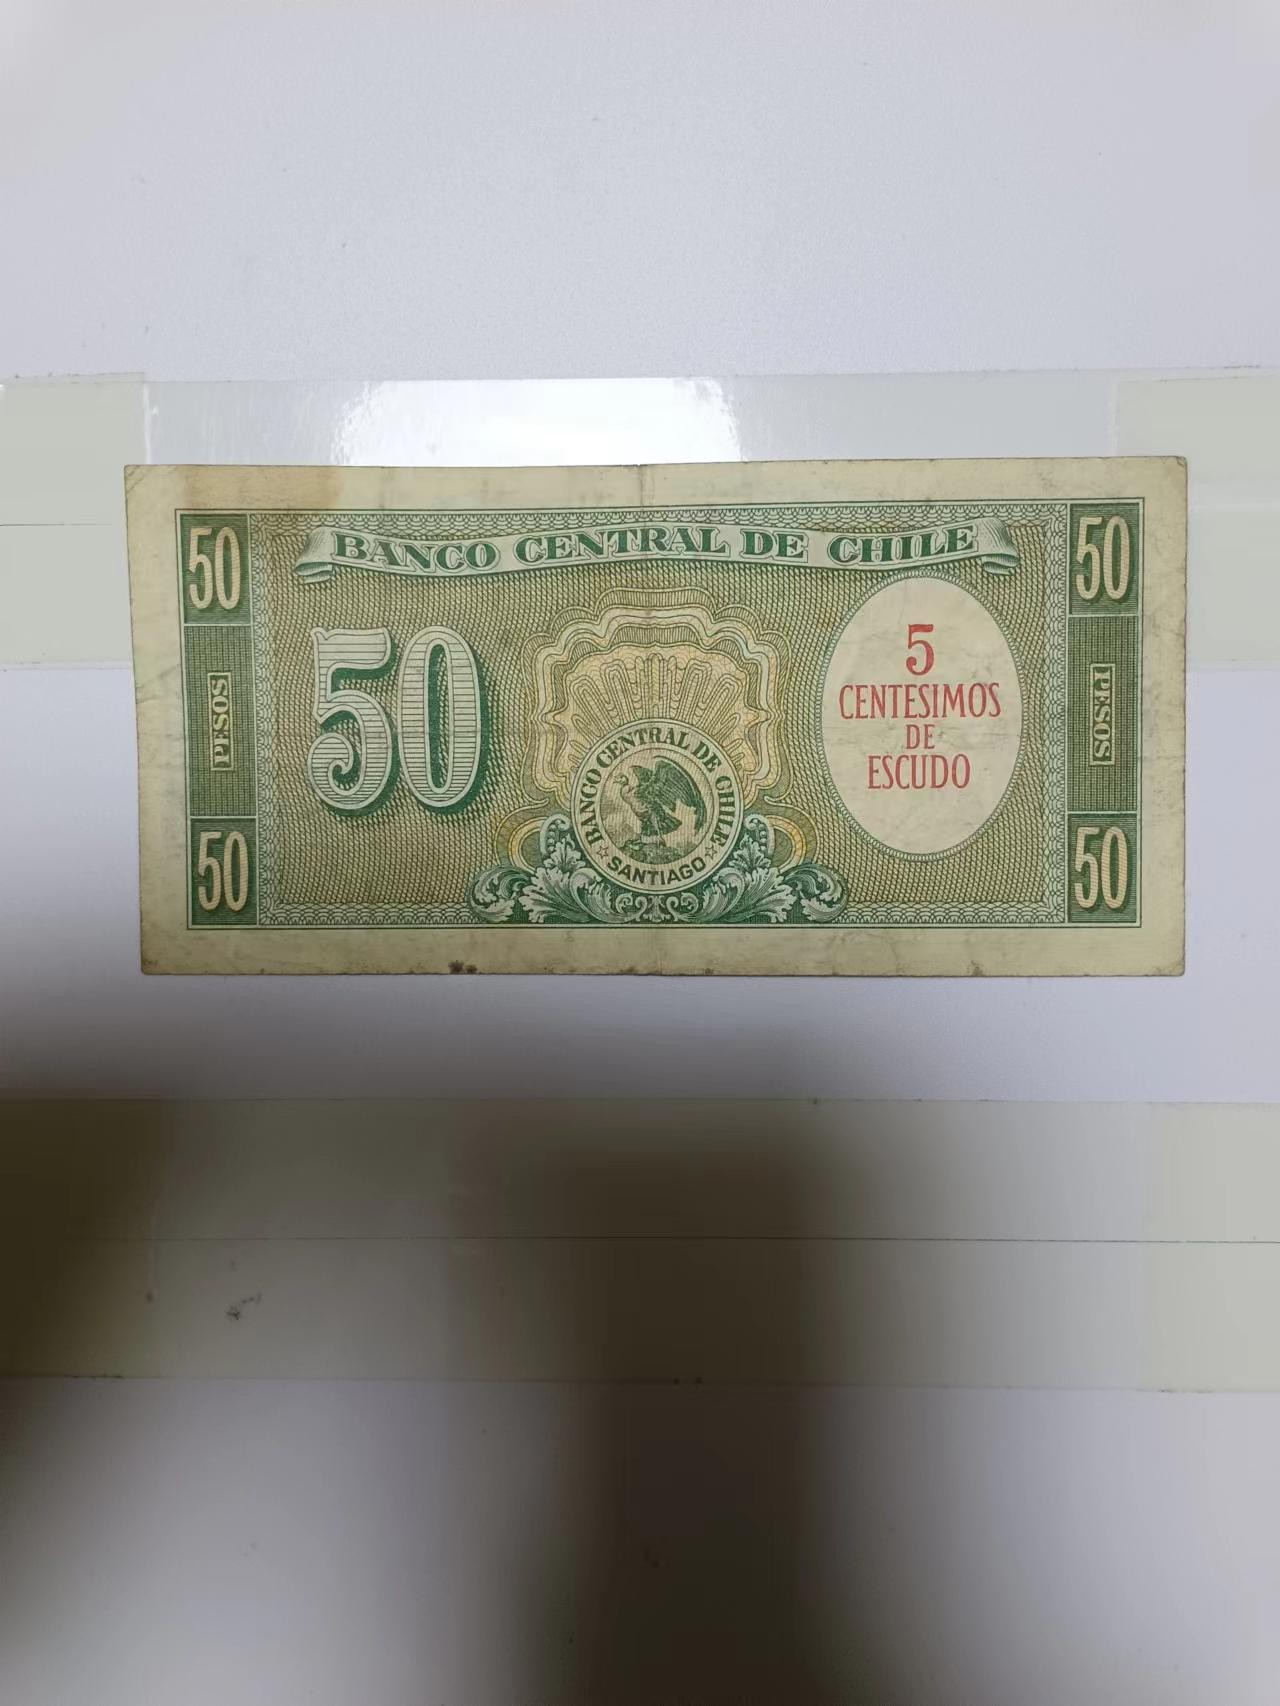 BANCO CENTRAL DE CHILE
50
50
50
5
CENTESIMOS
DE
ESCUDO
PESOS
PESOS
BANCO CENTRAL DE CHILE
SANTIAGO
50
50